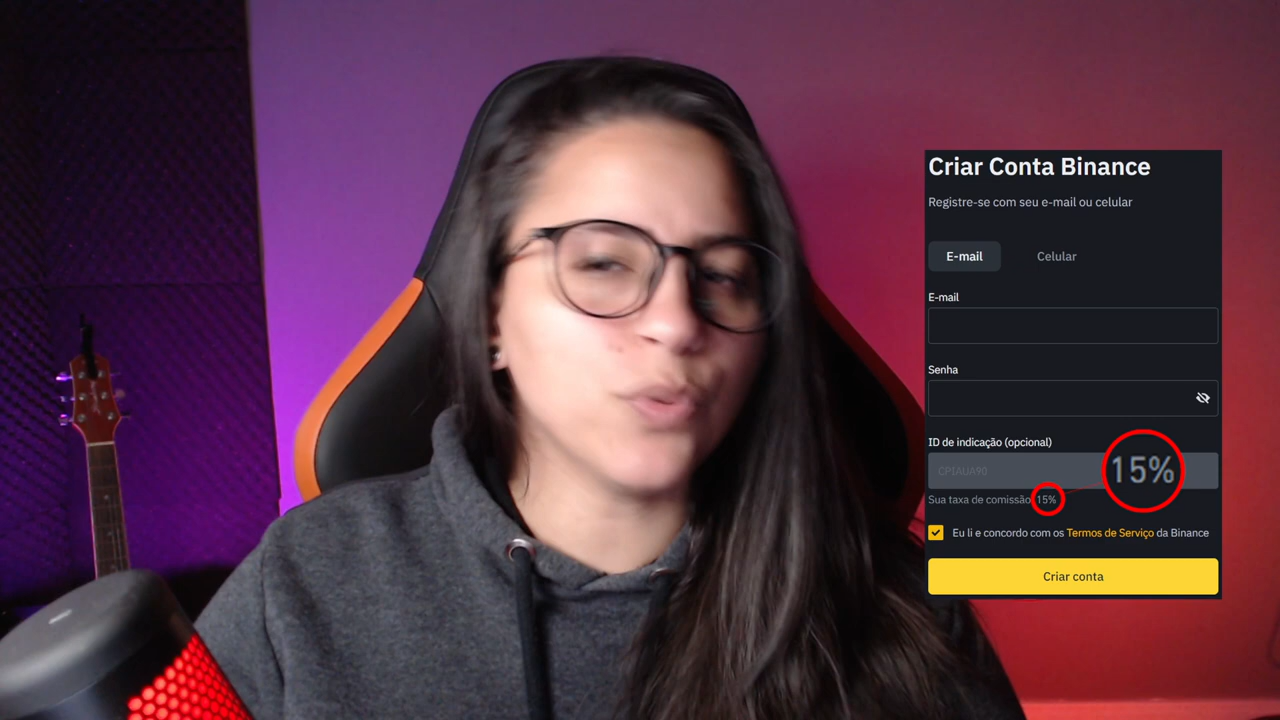 Criar Conta Binance
Registre-se com seu e-mail ou celular
E-mail
Celular
E-mail
Senha
ID de indicação (opcional)
CPIAUA90
15%
Sua taxa de comissão 15%
Eu li e concordo com os Termos de Serviço da Binance
Criar conta